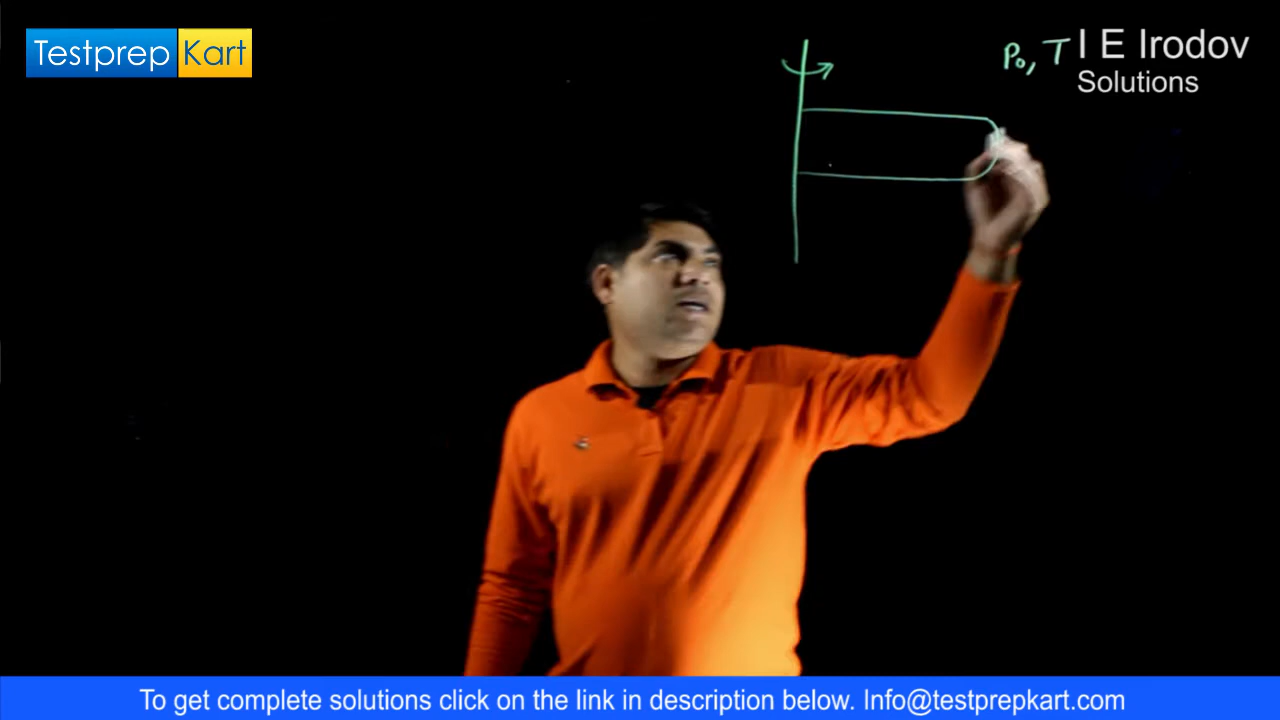 Testprep Kart
P₀, T
I E Irodov
Solutions
To get complete solutions click on the link in description below. Info@testprepkart.com